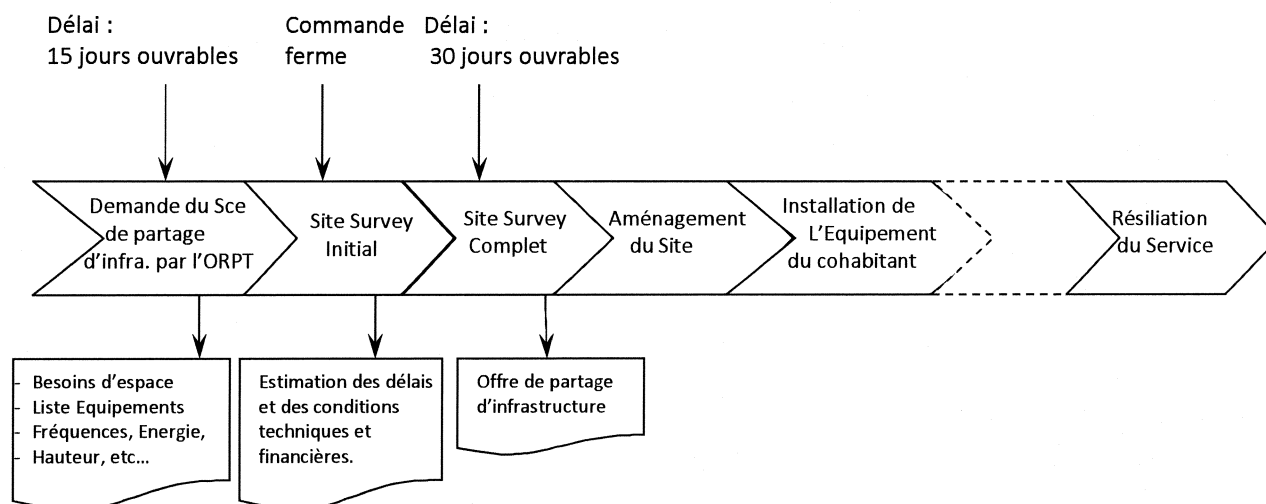 Délai :
15 jours ouvrables
Commande
ferme
Délai :
30 jours ouvrables
Demande du Sce
de partage
d'infra. par l'ORPT
Site Survey
Initial
Site Survey
Complet
Aménagement
du Site
Installation de
L'Equipement
du cohabitant
Résiliation
du Service
- Besoins d'espace
- Liste Equipements
- Fréquences, Energie,
- Hauteur, etc...
Estimation des délais
et des conditions
techniques et
financières.
Offre de partage
d'infrastructure